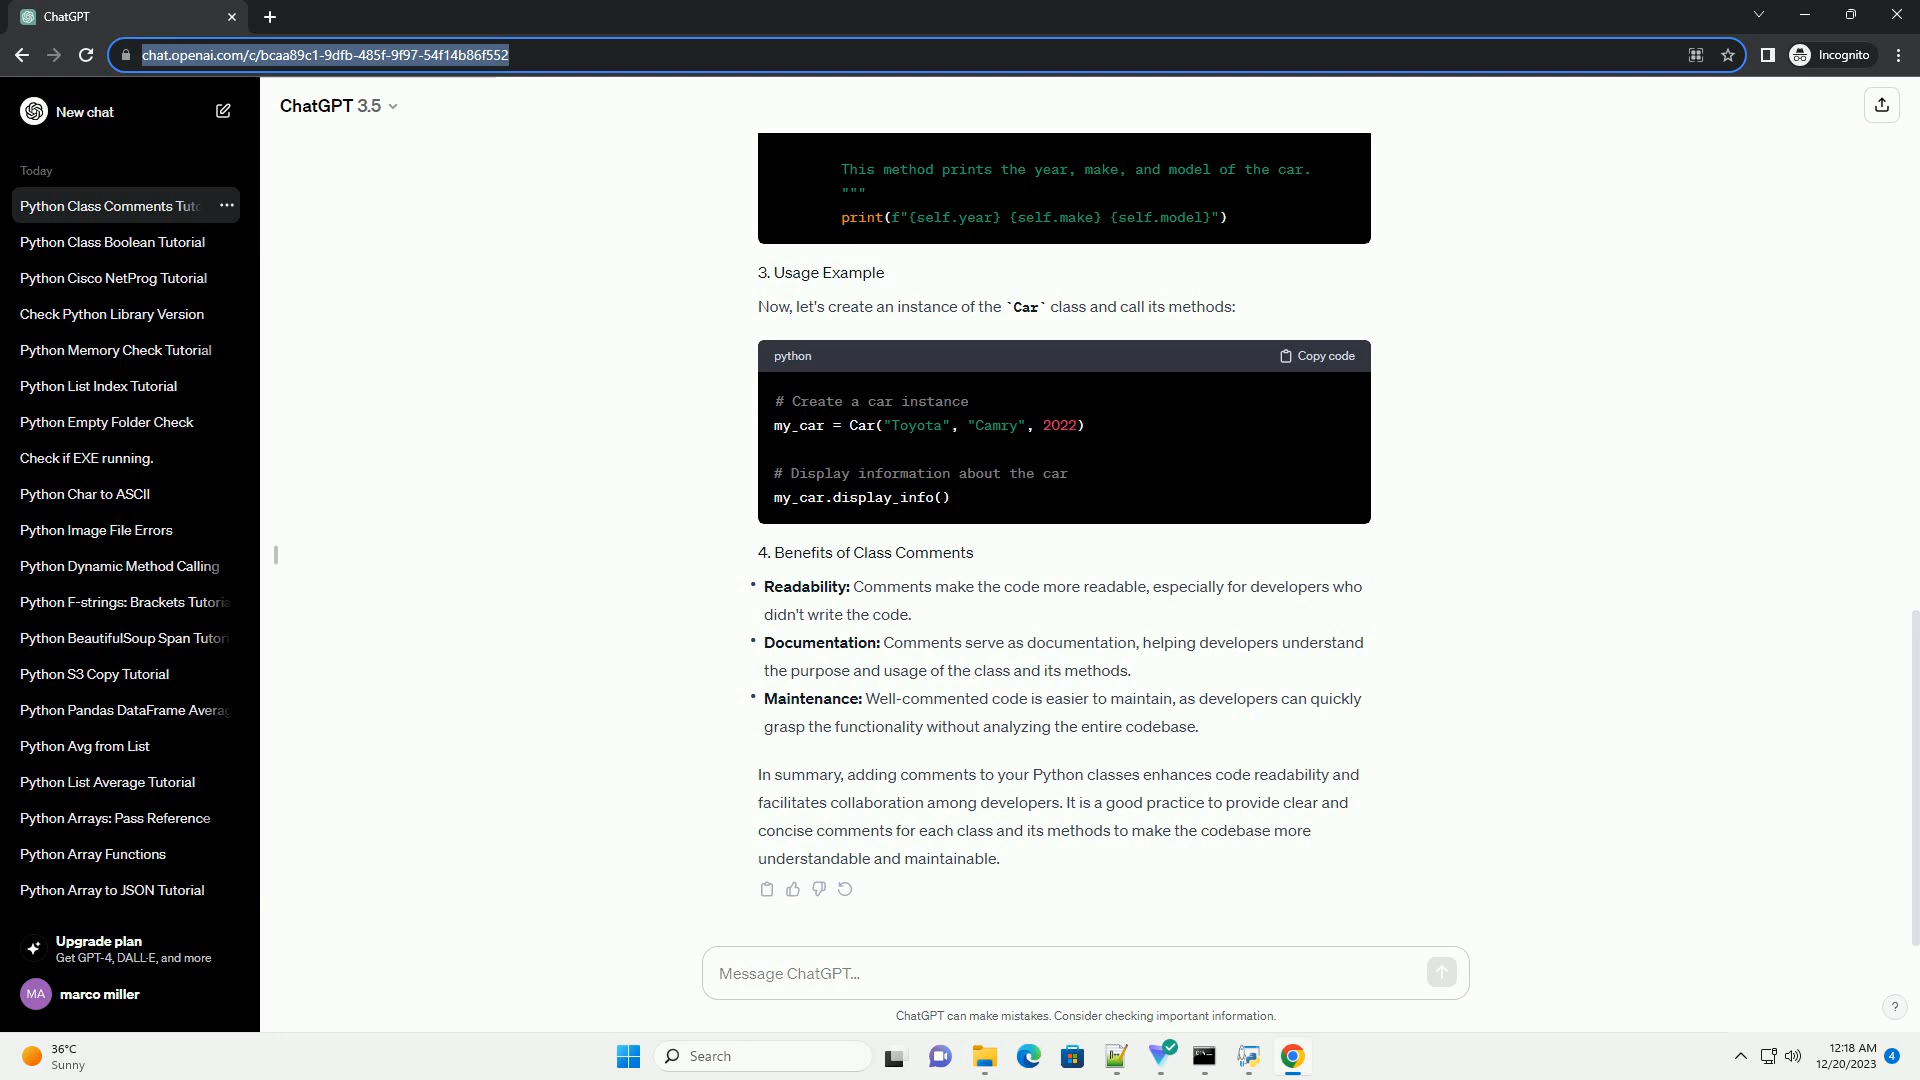 ChatGPT
chat.openai.com/c/bcaa89c1-9dfb-485f-9f97-54f14b86f552
Incognito
New chat
ChatGPT 3.5
Today
Python Class Comments Tuto
Python Class Boolean Tutorial
Python Cisco NetProg Tutorial
Check Python Library Version
Python Memory Check Tutorial
Python List Index Tutorial
Python Empty Folder Check
Check if EXE running.
Python Char to ASCII
Python Image File Errors
Python Dynamic Method Calling
Python F-strings: Brackets Tutoria
Python BeautifulSoup Span Tutori
Python S3 Copy Tutorial
Python Pandas DataFrame Averag
Python Avg from List
Python List Average Tutorial
Python Arrays: Pass Reference
Python Array Functions
Python Array to JSON Tutorial
Upgrade plan
Get GPT-4, DALL·E, and more
MA
marco miller
This method prints the year, make, and model of the car.
"""
print(f"{self.year} {self.make} {self.model}")
3. Usage Example
Now, let's create an instance of the `Car` class and call its methods:
python
Copy code
# Create a car instance
my_car = Car("Toyota", "Camry", 2022)
# Display information about the car
my_car.display_info()
4. Benefits of Class Comments
• Readability: Comments make the code more readable, especially for developers who
didn't write the code.
• Documentation: Comments serve as documentation, helping developers understand
the purpose and usage of the class and its methods.
• Maintenance: Well-commented code is easier to maintain, as developers can quickly
grasp the functionality without analyzing the entire codebase.
In summary, adding comments to your Python classes enhances code readability and
facilitates collaboration among developers. It is a good practice to provide clear and
concise comments for each class and its methods to make the codebase more
understandable and maintainable.
Message ChatGPT...
ChatGPT can make mistakes. Consider checking important information.
?
36°C
Sunny
Search
12:18 AM
12/20/2023
4